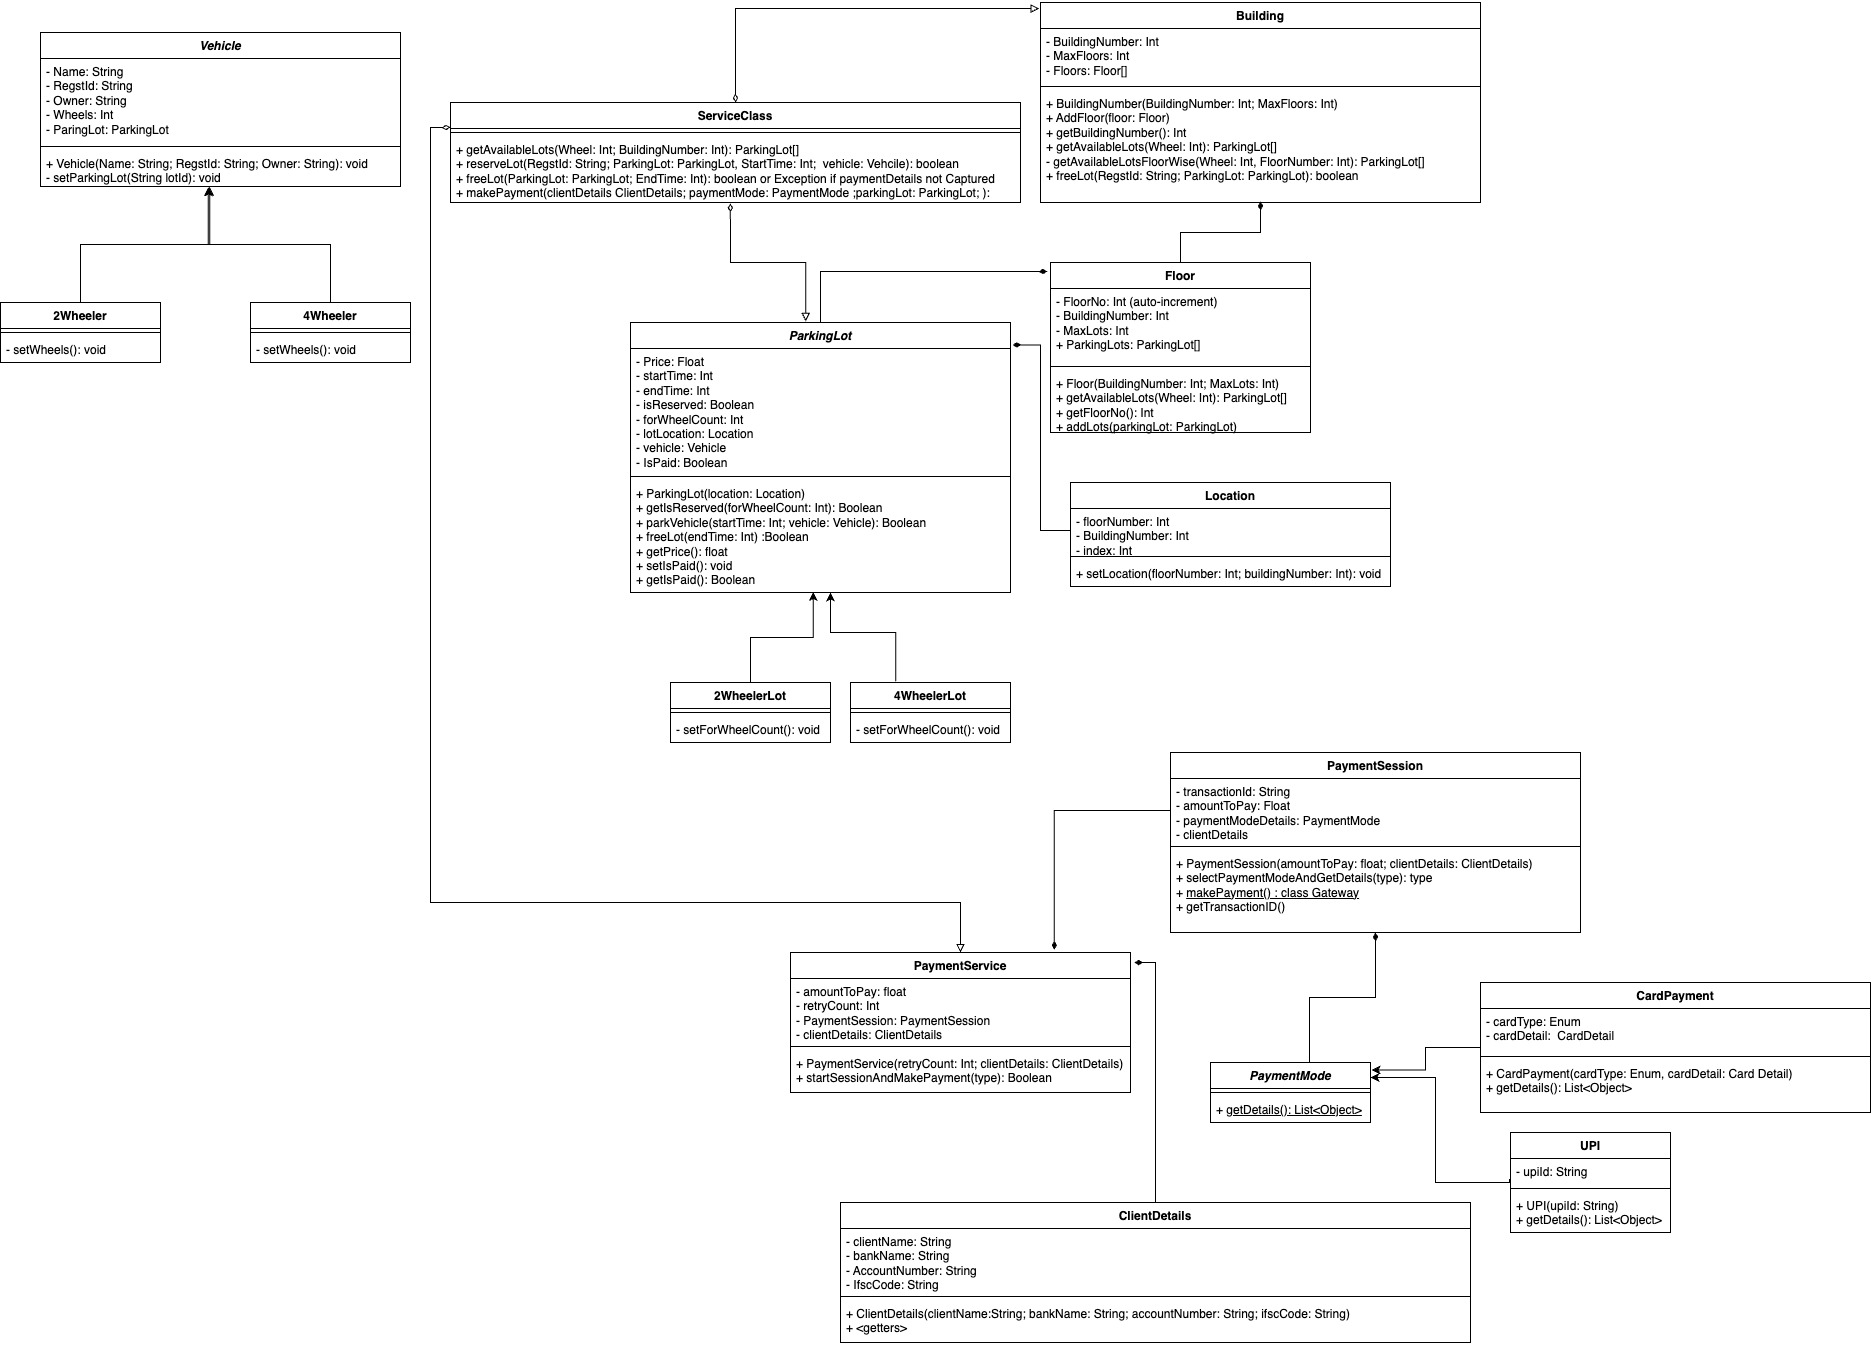 Vehicle
- Name: String
- RegstId: String
- Owner: String
- Wheels: Int
- ParingLot: ParkingLot
+ Vehicle(Name: String; RegstId: String; Owner: String): void
- setParkingLot(String lotId): void
2Wheeler
- setWheels(): void
4Wheeler
- setWheels(): void
ServiceClass
+ getAvailableLots(Wheel: Int; BuildingNumber: Int): ParkingLot[]
+ reserveLot(RegstId: String; ParkingLot: ParkingLot, StartTime: Int;  vehicle: Vehcile): boolean
+ freeLot(ParkingLot: ParkingLot; EndTime: Int): boolean or Exception if paymentDetails not Captured
+ makePayment(clientDetails ClientDetails; paymentMode: PaymentMode ;parkingLot: ParkingLot; ):
Building
- BuildingNumber: Int
- MaxFloors: Int
- Floors: Floor[]
+ BuildingNumber(BuildingNumber: Int; MaxFloors: Int)
+ AddFloor(floor: Floor)
+ getBuildingNumber(): Int
+ getAvailableLots(Wheel: Int): ParkingLot[]
- getAvailableLotsFloorWise(Wheel: Int, FloorNumber: Int): ParkingLot[]
+ freeLot(RegstId: String; ParkingLot: ParkingLot): boolean
Floor
- FloorNo: Int (auto-increment)
- BuildingNumber: Int
- MaxLots: Int
+ ParkingLots: ParkingLot[]
+ Floor(BuildingNumber: Int; MaxLots: Int)
+ getAvailableLots(Wheel: Int): ParkingLot[]
+ getFloorNo(): Int
+ addLots(parkingLot: ParkingLot)
ParkingLot
- Price: Float
- startTime: Int
- endTime: Int
- isReserved: Boolean
- forWheelCount: Int
- lotLocation: Location
- vehicle: Vehicle
- IsPaid: Boolean
+ ParkingLot(location: Location)
+ getIsReserved(forWheelCount: Int): Boolean
+ parkVehicle(startTime: Int; vehicle: Vehicle): Boolean
+ freeLot(endTime: Int) :Boolean
+ getPrice(): float
+ setIsPaid(): void
+ getIsPaid(): Boolean
Location
- floorNumber: Int
- BuildingNumber: Int
- index: Int
+ setLocation(floorNumber: Int; buildingNumber: Int): void
2WheelerLot
- setForWheelCount(): void
4WheelerLot
- setForWheelCount(): void
PaymentSession
- transactionId: String
- amountToPay: Float
- paymentModeDetails: PaymentMode
- clientDetails
+ PaymentSession(amountToPay: float; clientDetails: ClientDetails)
+ selectPaymentModeAndGetDetails(type): type
+ makePayment() : class Gateway
+ getTransactionID()
PaymentService
- amountToPay: float
- retryCount: Int
- PaymentSession: PaymentSession
- clientDetails: ClientDetails
+ PaymentService(retryCount: Int; clientDetails: ClientDetails)
+ startSessionAndMakePayment(type): Boolean
CardPayment
- cardType: Enum
- cardDetail:  CardDetail
+ CardPayment(cardType: Enum, cardDetail: Card Detail)
+ getDetails(): List<Object>
PaymentMode
+ getDetails(): List<Object>
UPI
- upiId: String
+ UPI(upiId: String)
+ getDetails(): List<Object>
ClientDetails
- clientName: String
- bankName: String
- AccountNumber: String
- IfscCode: String
+ ClientDetails(clientName:String; bankName: String; accountNumber: String; ifscCode: String)
+ <getters>